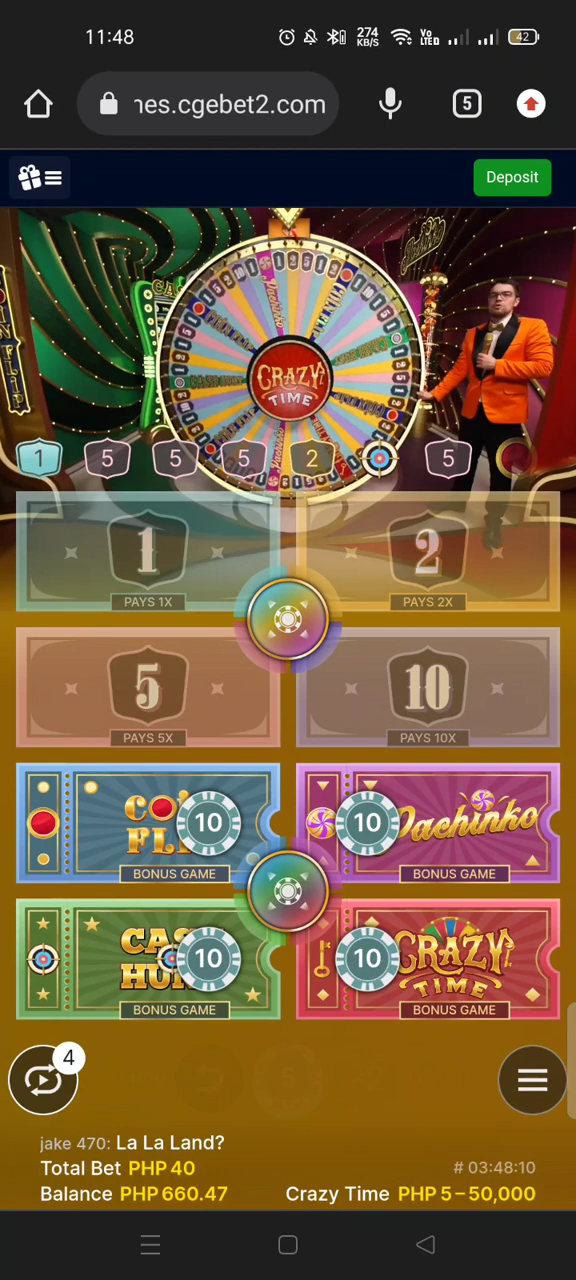 11:48
274
KB/S
VoLTED
42
nes.cgebet2.com
5
Deposit
CRAZY
TIME
1 5 5 5 2 5
1
PAYS 1X
2
PAYS 2X
5
PAYS 5X
10
PAYS 10X
10
BONUS GAME
10
Pachinko
BONUS GAME
10
BONUS GAME
10
CRAZY
TIME
BONUS GAME
4
jake 470: La La Land?
Total Bet PHP 40
# 03:48:10
Balance PHP 660.47
Crazy Time PHP 5–50,000